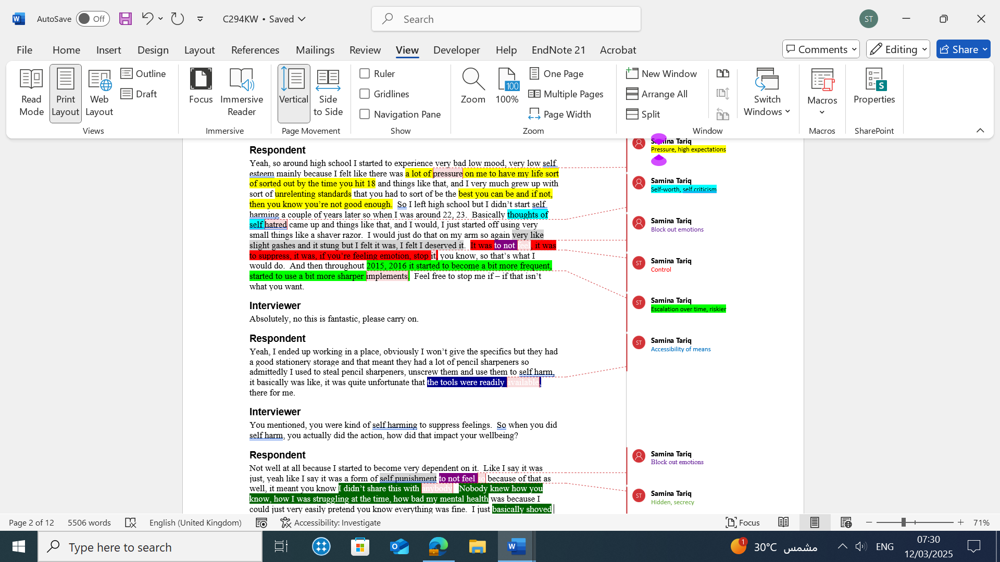 AutoSave Off C294KW • Saved Search ST
File Home Insert Design Layout References Mailings Review View Developer Help EndNote 21 Acrobat Comments Editing Share
Read Mode Print Layout Web Layout Outline Draft
Views
Focus Immersive Reader
Immersive
Vertical Side to Side
Page Movement
Ruler
Gridlines
Navigation Pane
Show
Zoom 100 100% One Page Multiple Pages Page Width
Zoom
New Window Arrange All Split Switch Windows
Window
Macros
Macros
Properties
SharePoint
Respondent
Yeah, so around high school I started to experience very bad low mood, very low self
esteem mainly because I felt like there was a lot of pressure on me to have my life sort
of sorted out by the time you hit 18 and things like that, and I very much grew up with
sort of unrelenting standards that you had to sort of be the best you can be and if not,
then you know you’re not good enough. So I left high school but I didn’t start self
harming a couple of years later so when I was around 22, 23. Basically thoughts of
self hatred came up and things like that, and I would, I just started off using very
small things like a shaver razor. I would just do that on my arm so again very like
slight gashes and it stung but I felt it was, I felt I deserved it. It was to not feel, it was
to suppress, it was, if you’re feeling emotion, stop it, you know, so that’s what I
would do. And then throughout 2015, 2016 it started to become a bit more frequent,
started to use a bit more sharper implements. Feel free to stop me if – if that isn’t
what you want.
Interviewer
Absolutely, no this is fantastic, please carry on.
Respondent
Yeah, I ended up working in a place, obviously I won’t give the specifics but they had
a good stationery storage and that meant they had a lot of pencil sharpeners so
admittedly I used to steal pencil sharpeners, unscrew them and use them to self harm,
it basically was like, it was quite unfortunate that the tools were readily available,
there for me.
Interviewer
You mentioned, you were kind of self harming to suppress feelings. So when you did
self harm, you actually did the action, how did that impact your wellbeing?
Respondent
Not well at all because I started to become very dependent on it. Like I say it was
just, yeah like I say it was a form of self punishment to not feel so because of that as
well, it meant you know I didn’t share this with anybody. Nobody knew how you
know, how I was struggling at the time, how bad my mental health was because I
could just very easily pretend you know everything was fine. I just basically shoved
Samina Tariq
Pressure, high expectations
Samina Tariq
Self-worth, self criticism
Samina Tariq
Block out emotions
ST Samina Tariq
Control
ST Samina Tariq
Escalation over time, riskier
ST Samina Tariq
Accessibility of means
Samina Tariq
Block out emotions
ST Samina Tariq
Hidden, secrecy
Page 2 of 12 5506 words English (United Kingdom) Accessibility: Investigate Focus 71%
Type here to search 1 30°C مشمس ENG 07:30
12/03/2025